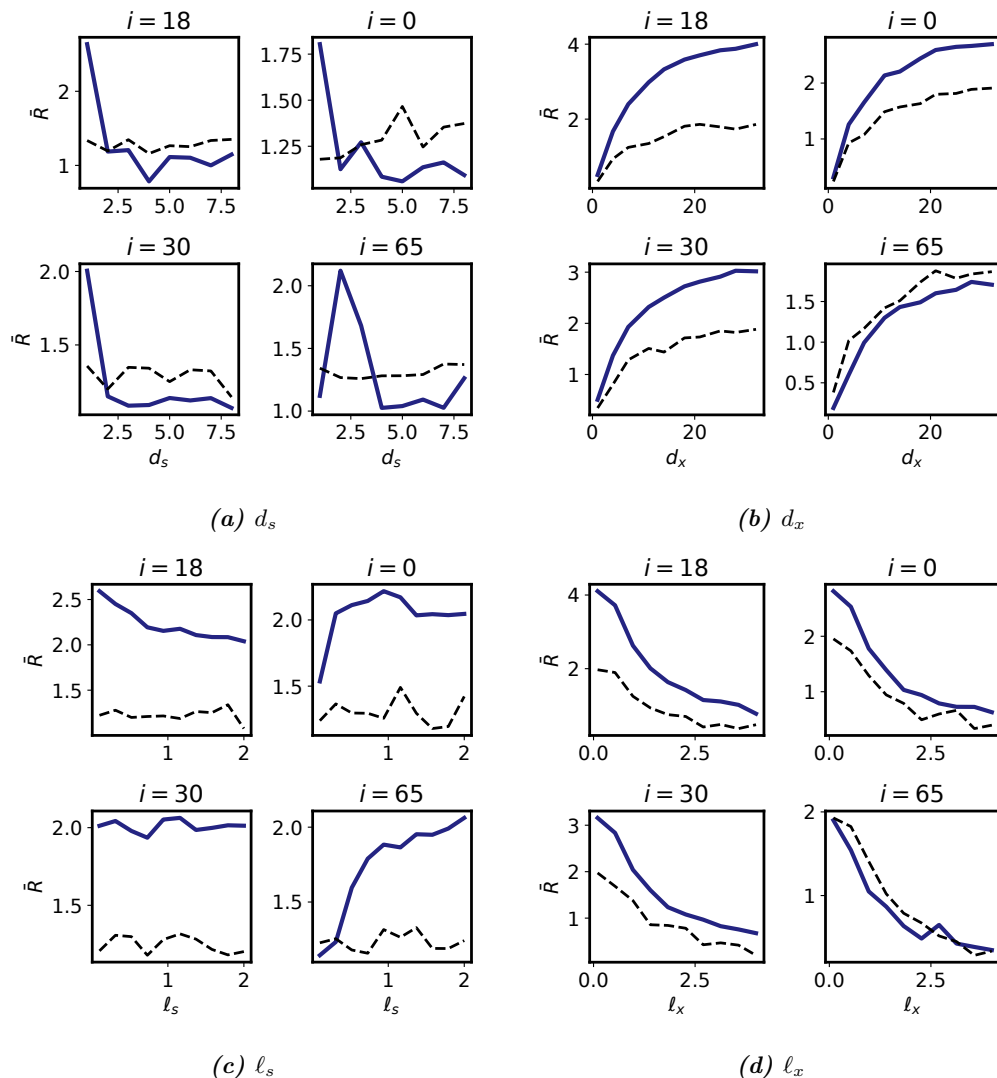 i = 18
i = 0
R̄
2
1
2.5 5.0 7.5
1.75
1.50
1.25
2.5 5.0 7.5
i = 30
i = 65
R̄
2.0
1.5
2.5 5.0 7.5
d_s
2.0
1.5
1.0
2.5 5.0 7.5
d_s
(a) d_s
i = 18
i = 0
R̄
4
2
0 20
2
1
0 20
i = 30
i = 65
R̄
3
2
1
0 20
d_x
1.5
1.0
0.5
0 20
d_x
(b) d_x
i = 18
i = 0
R̄
2.5
2.0
1.5
1 2
2.0
1.5
1 2
i = 30
i = 65
R̄
2.0
1.5
1 2
ℓ_s
2.0
1.5
1 2
ℓ_s
(c) ℓ_s
i = 18
i = 0
R̄
4
2
0.0 2.5
2
1
0.0 2.5
i = 30
i = 65
R̄
3
2
1
0.0 2.5
ℓ_x
2
1
0.0 2.5
ℓ_x
(d) ℓ_x